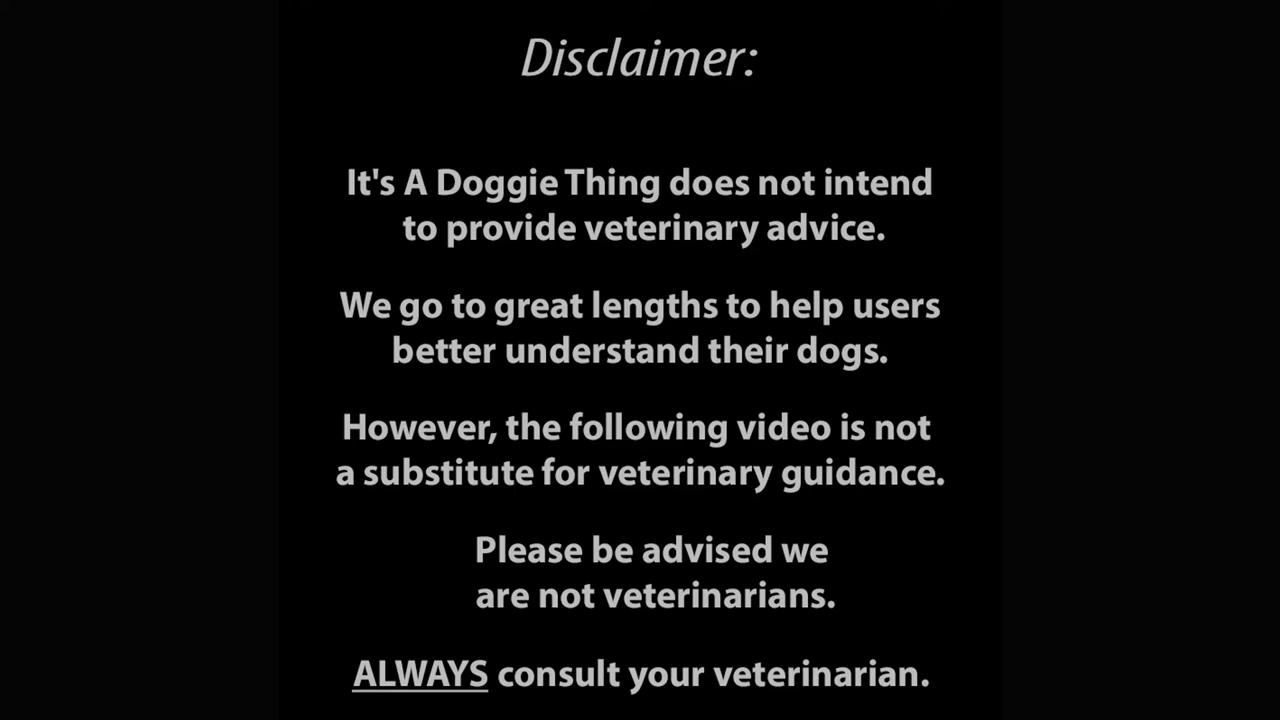 Disclaimer:
It's A Doggie Thing does not intend
to provide veterinary advice.
We go to great lengths to help users
better understand their dogs.
However, the following video is not
a substitute for veterinary guidance.
Please be advised we
are not veterinarians.
ALWAYS consult your veterinarian.